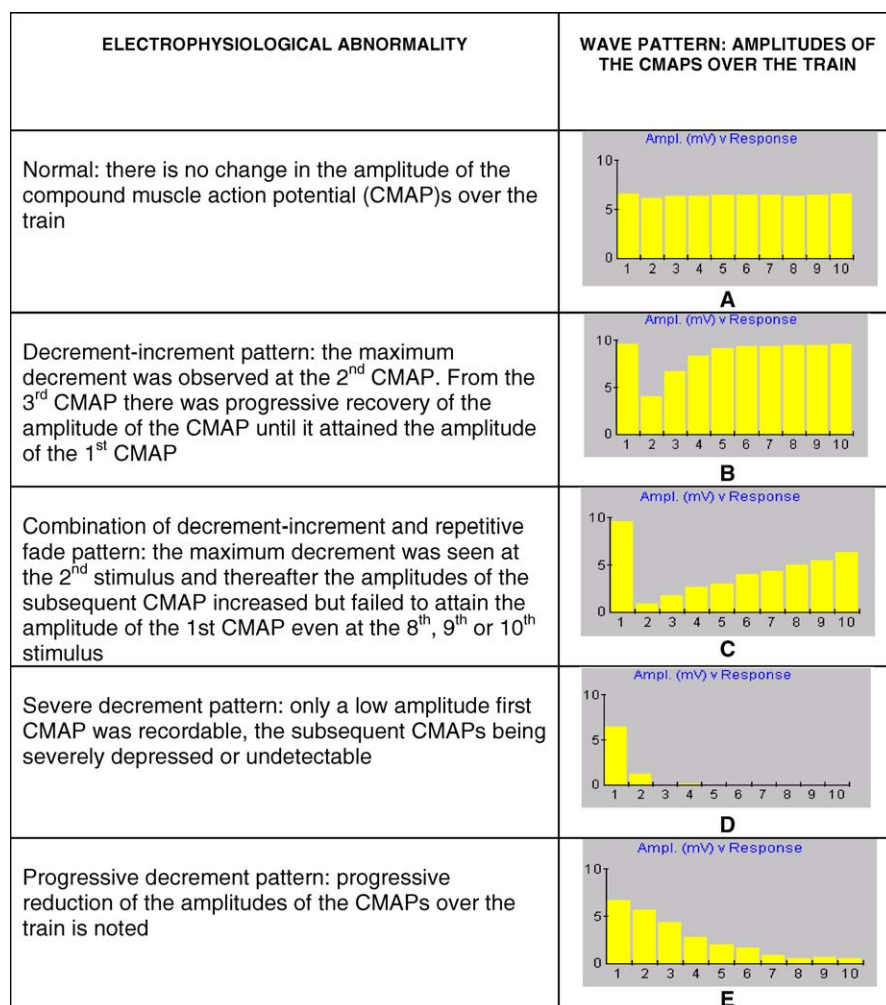 ELECTROPHYSIOLOGICAL ABNORMALITY
WAVE PATTERN: AMPLITUDES OF
THE CMAPS OVER THE TRAIN
Normal: there is no change in the amplitude of the
compound muscle action potential (CMAP)s over the
train
Ampl. (mV) v Response
10
5
0
1 2 3 4 5 6 7 8 9 10
A
Decrement-increment pattern: the maximum
decrement was observed at the 2nd CMAP. From the
3rd CMAP there was progressive recovery of the
amplitude of the CMAP until it attained the amplitude
of the 1st CMAP
Ampl. (mV) v Response
10
5
0
1 2 3 4 5 6 7 8 9 10
B
Combination of decrement-increment and repetitive
fade pattern: the maximum decrement was seen at
the 2nd stimulus and thereafter the amplitudes of the
subsequent CMAP increased but failed to attain the
amplitude of the 1st CMAP even at the 8th, 9th or 10th
stimulus
Ampl. (mV) v Response
10
5
0
1 2 3 4 5 6 7 8 9 10
C
Severe decrement pattern: only a low amplitude first
CMAP was recordable, the subsequent CMAPs being
severely depressed or undetectable
Ampl. (mV) v Response
10
5
0
1 2 3 4 5 6 7 8 9 10
D
Progressive decrement pattern: progressive
reduction of the amplitudes of the CMAPs over the
train is noted
Ampl. (mV) v Response
10
5
0
1 2 3 4 5 6 7 8 9 10
E